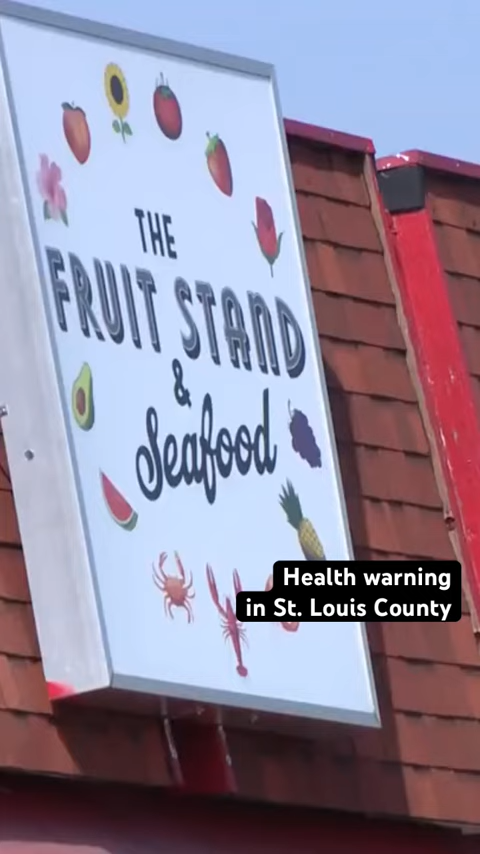 THE
FRUIT STAND
&
Seafood
Health warning
in St. Louis County